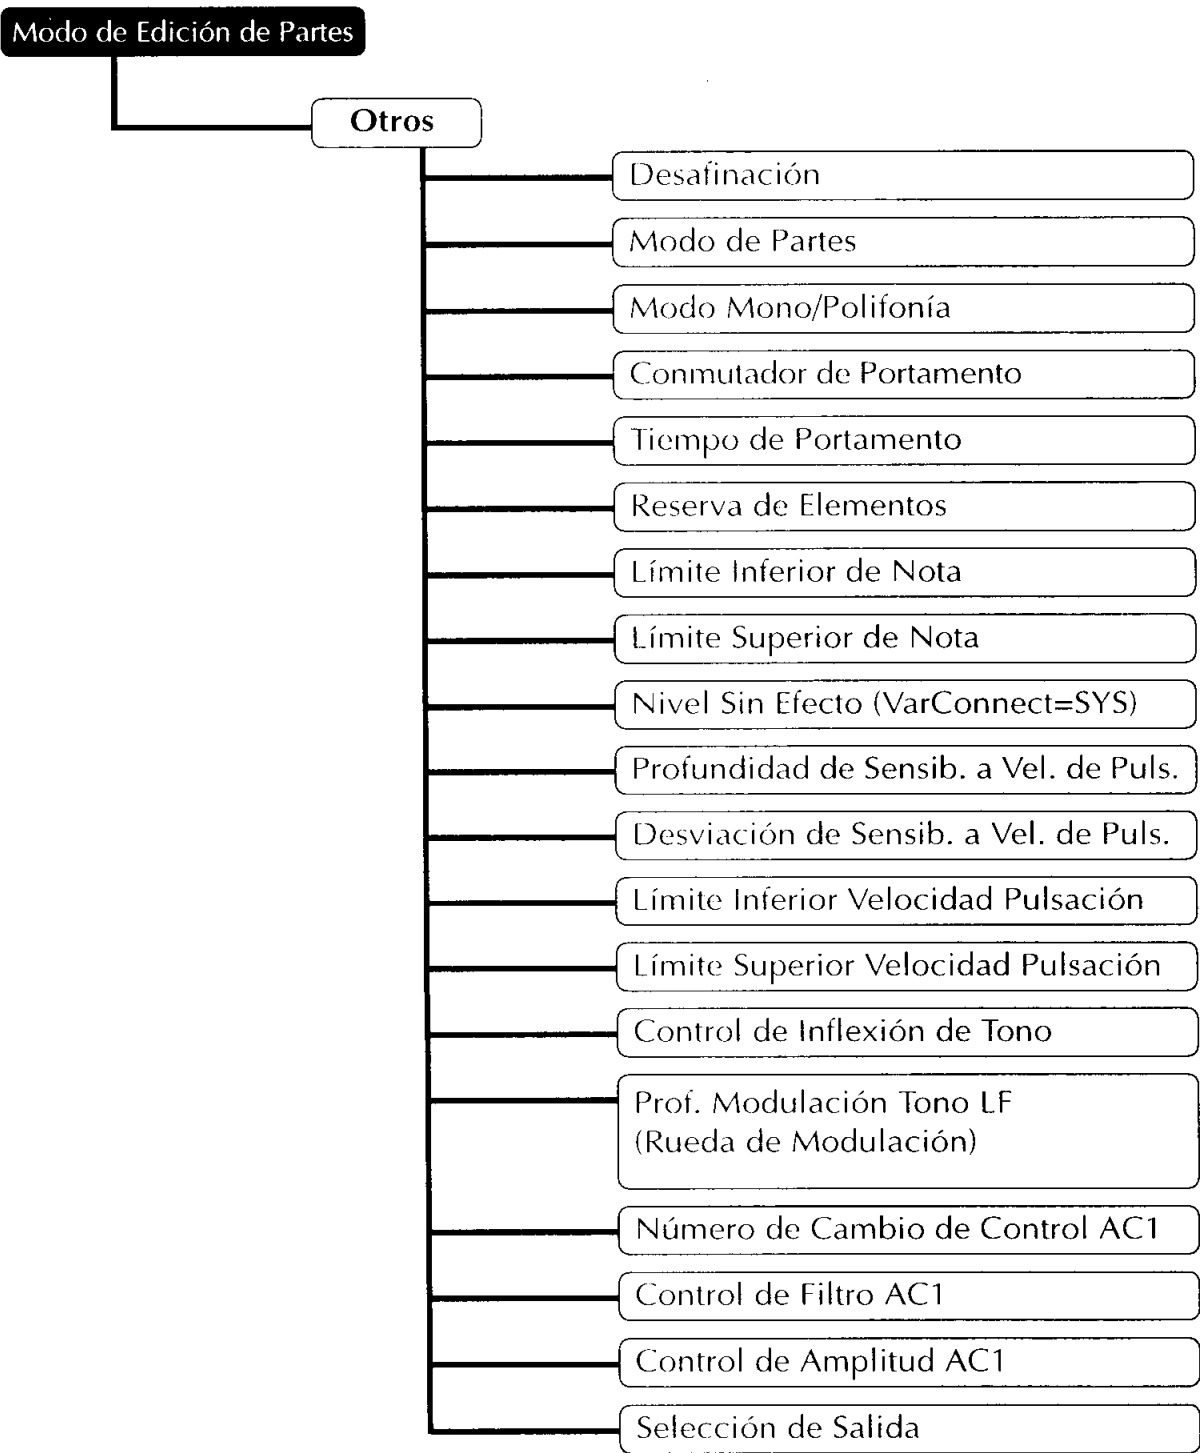 Modo de Edición de Partes
Otros
Desafinación
Modo de Partes
Modo Mono/Polifonía
Conmutador de Portamento
Tiempo de Portamento
Reserva de Elementos
Límite Inferior de Nota
Límite Superior de Nota
Nivel Sin Efecto (VarConnect=SYS)
Profundidad de Sensib. a Vel. de Puls.
Desviación de Sensib. a Vel. de Puls.
Límite Inferior Velocidad Pulsación
Límite Superior Velocidad Pulsación
Control de Inflexión de Tono
Prof. Modulación Tono LF
(Rueda de Modulación)
Número de Cambio de Control AC1
Control de Filtro AC1
Control de Amplitud AC1
Selección de Salida